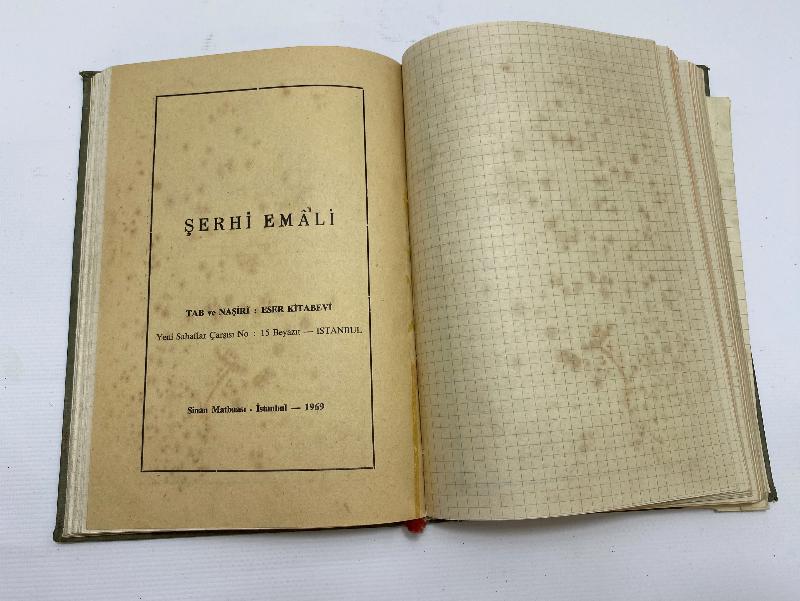 ŞERHİ EMÂLİ
TAB ve NAŞİRİ : ESER KİTABEVİ
Yeni Sahaflar Çarşısı No : 15 Beyazıt — İSTANBUL
Sinan Matbaası - İstanbul — 1969